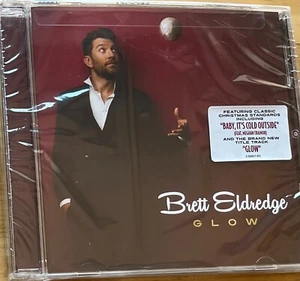 FEATURING CLASSIC
CHRISTMAS STANDARDS
INCLUDING
"BABY, IT'S COLD OUTSIDE"
(FEAT. MEGHAN TRAINOR)
AND THE BRAND NEW
TITLE TRACK
"GLOW"
Brett Eldredge
GLOW